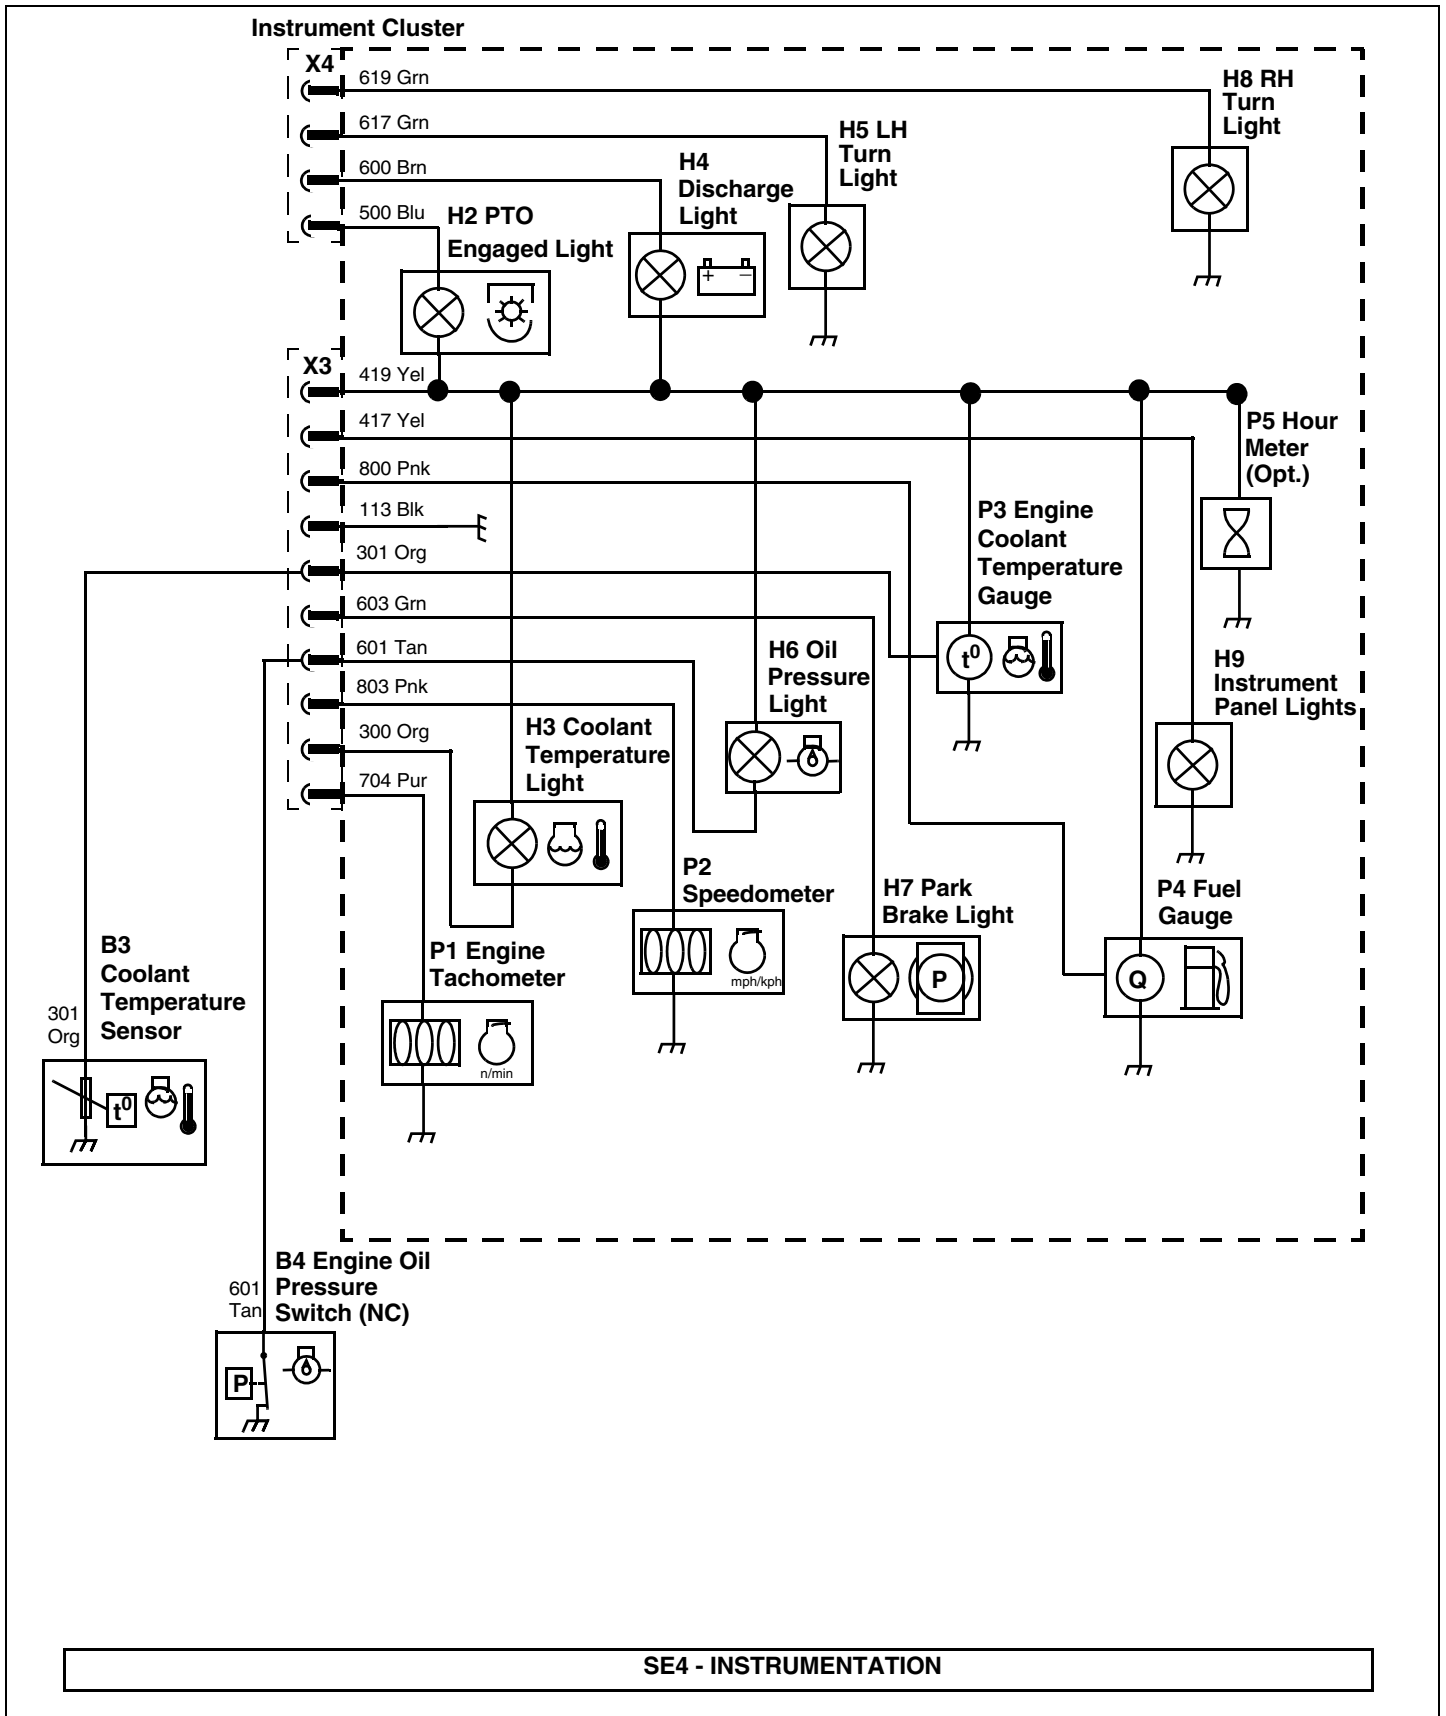 Instrument Cluster
X4
619 Grn
617 Grn
600 Brn
500 Blu
H2 PTO
Engaged Light
H4
Discharge
Light
+ –
H5 LH
Turn
Light
H8 RH
Turn
Light
X3
419 Yel
417 Yel
800 Pnk
113 Blk
301 Org
603 Grn
601 Tan
803 Pnk
300 Org
704 Pur
P5 Hour
Meter
(Opt.)
P3 Engine
Coolant
Temperature
Gauge
t0
H6 Oil
Pressure
Light
H9
Instrument
Panel Lights
H3 Coolant
Temperature
Light
P2
Speedometer
mph/kph
H7 Park
Brake Light
P
P4 Fuel
Gauge
Q
P1 Engine
Tachometer
n/min
B3
Coolant
Temperature
Sensor
301
Org
t0
B4 Engine Oil
Pressure
Switch (NC)
601
Tan
P
SE4 - INSTRUMENTATION